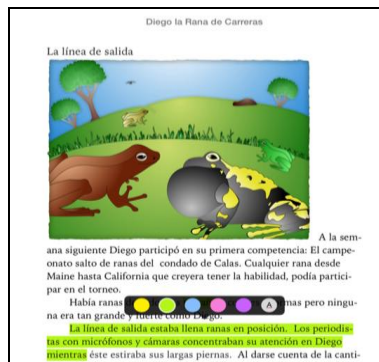 Diego la Rana de Carreras
La línea de salida
A la sem-
ana siguiente Diego participó en su primera competencia: El campe-
onato salto de ranas del condado de Calas. Cualquier rana desde
Maine hasta California que creyera tener la habilidad, podía partici-
par en el torneo.
Había ranas mas pero ningu-
na era tan grande y fuerte como Diego.
La línea de salida estaba llena ranas en posición. Los periodis-
tas con micrófonos y cámaras concentraban su atención en Diego
mientras éste estiraba sus largas piernas. Al darse cuenta de la canti-